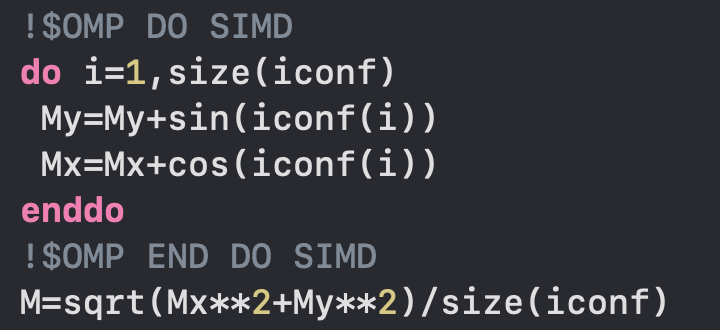 !$OMP DO SIMD
do i=1,size(iconf)
 My=My+sin(iconf(i))
 Mx=Mx+cos(iconf(i))
enddo
!$OMP END DO SIMD
M=sqrt(Mx**2+My**2)/size(iconf)